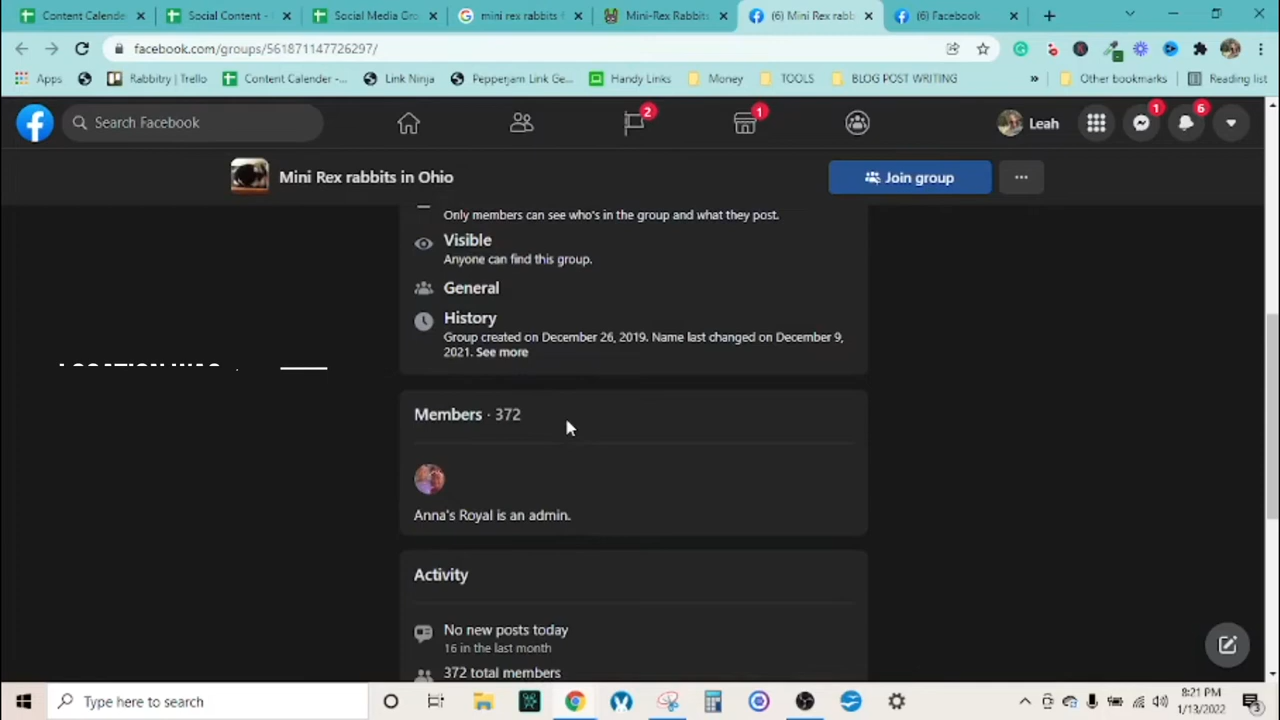 Content Calende
Social Content -
Social Media Gro
mini rex rabbits f
Mini-Rex Rabbits
(6) Mini Rex rabb
(6) Facebook
facebook.com/groups/561871147726297/
Apps
Rabbitry | Trello
Content Calender -...
Link Ninja
Pepperjam Link Ge...
Handy Links
Money
TOOLS
BLOG POST WRITING
»
Other bookmarks
Reading list
Search Facebook
2
1
Leah
1
6
Mini Rex rabbits in Ohio
Join group
Only members can see who's in the group and what they post.
Visible
Anyone can find this group.
General
History
Group created on December 26, 2019. Name last changed on December 9,
2021. See more
Members · 372
Anna's Royal is an admin.
Activity
No new posts today
16 in the last month
372 total members
Type here to search
8:21 PM
1/13/2022
3